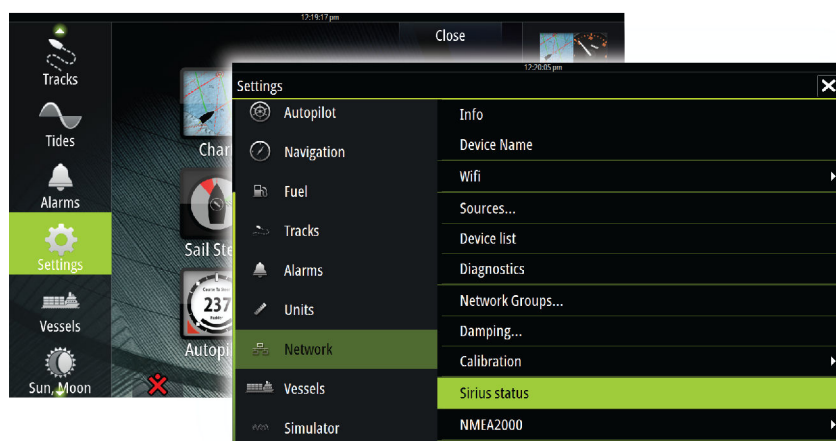 12:19:17 pm
Close
Tracks
Tides
Alarms
Settings
Vessels
Sun, Moon
Char
Sail Ste
237
Autopi
12:20:05 pm
Settings
Autopilot
Navigation
Fuel
Tracks
Alarms
Units
Network
Vessels
Simulator
Info
Device Name
Wifi
Sources...
Device list
Diagnostics
Network Groups...
Damping...
Calibration
Sirius status
NMEA2000